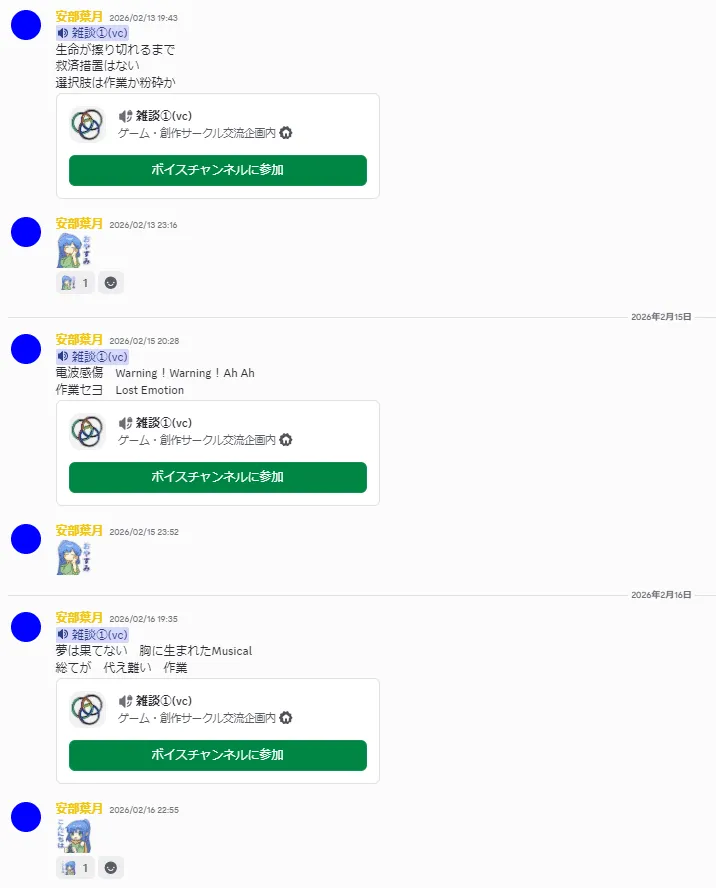 安部葉月 2026/02/13 19:43
雑談①(vc)
生命が擦り切れるまで
救済措置はない
選択肢は作業か粉砕か
雑談①(vc)
ゲーム・創作サークル交流企画内
ボイスチャンネルに参加
安部葉月 2026/02/13 23:16
おやすみ
1
2026年2月15日
安部葉月 2026/02/15 20:28
雑談①(vc)
電波感傷　Warning！Warning！Ah Ah
作業セヨ　Lost Emotion
雑談①(vc)
ゲーム・創作サークル交流企画内
ボイスチャンネルに参加
安部葉月 2026/02/15 23:52
おやすみ
2026年2月16日
安部葉月 2026/02/16 19:35
雑談①(vc)
夢は果てない　胸に生まれたMusical
総てが　代え難い　作業
雑談①(vc)
ゲーム・創作サークル交流企画内
ボイスチャンネルに参加
安部葉月 2026/02/16 22:55
こんにちは
1